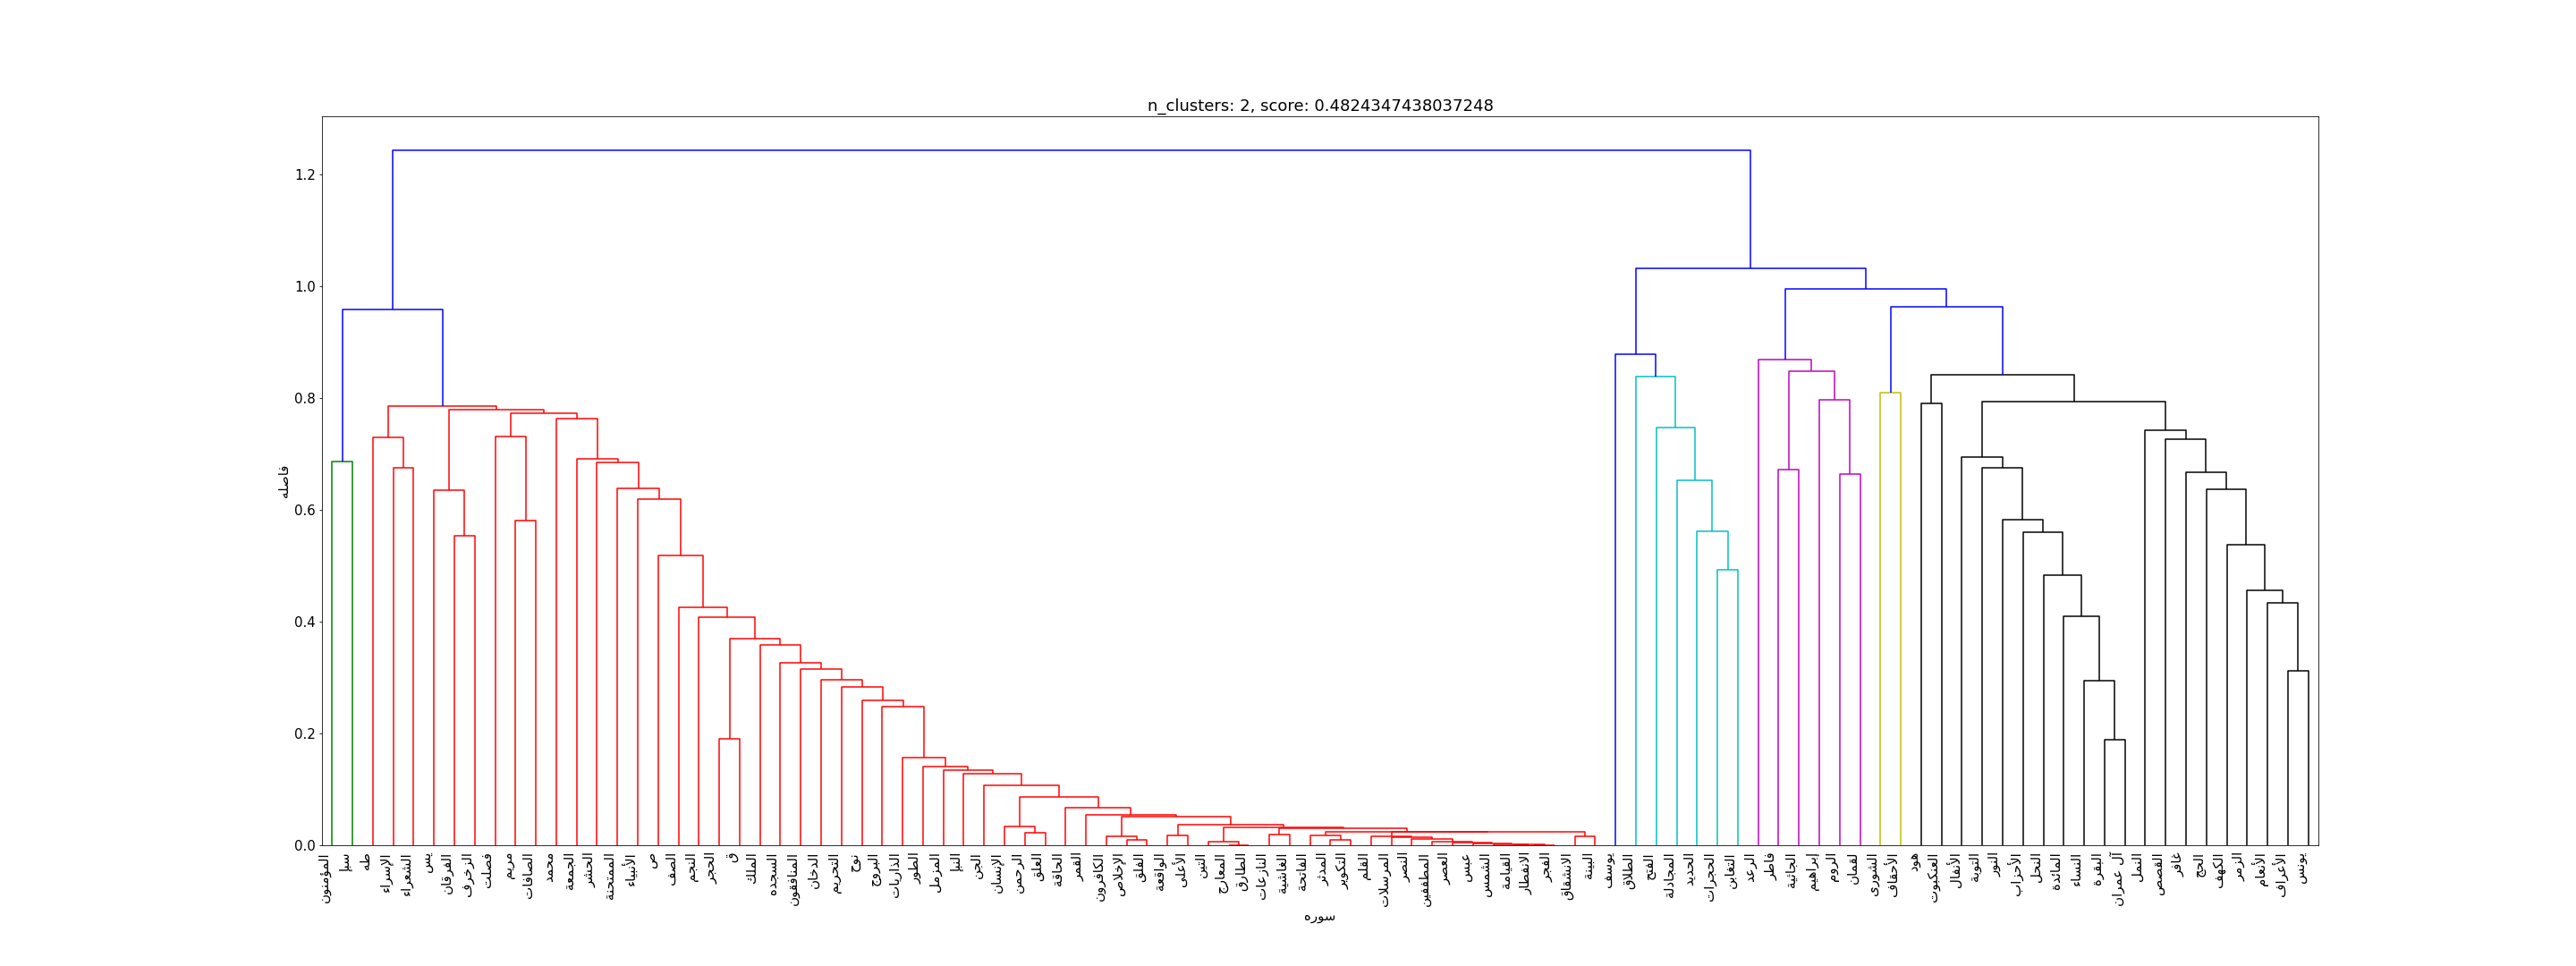 n_clusters: 2, score: 0.4824347438037248
1.2
1.0
0.8
0.6
0.4
0.2
0.0
فاصله
المؤمنون
سبإ
طه
الإسراء
الشعراء
يس
الفرقان
الزخرف
فصلت
مريم
الصافات
محمد
الجمعة
الحشر
الممتحنة
الأنبياء
ص
الصف
النجم
الحجر
ق
الملك
السجده
المنافقون
الدخان
التحريم
نوح
البروج
الذاريات
الطور
المزمل
النبإ
الجن
الإنسان
الرحمن
العلق
الحاقة
القمر
الكافرون
الإخلاص
الفلق
الواقعة
الأعلى
التين
المعارج
الطارق
النازعات
الغاشية
الفاتحة
المدثر
التكوير
القلم
المرسلات
النصر
المطففين
العصر
عبس
الشمس
القيامة
الانفطار
الفجر
الانشقاق
البينة
يوسف
الطلاق
الفتح
المجادلة
الحديد
الحجرات
التغابن
الرعد
فاطر
الجاثية
إبراهيم
الروم
لقمان
الشورى
الأحقاف
هود
العنكبوت
الأنفال
التوبة
النور
الأحزاب
النحل
المائدة
النساء
البقرة
آل عمران
النمل
القصص
غافر
الحج
الكهف
الزمر
الأنعام
الأعراف
يونس
سوره